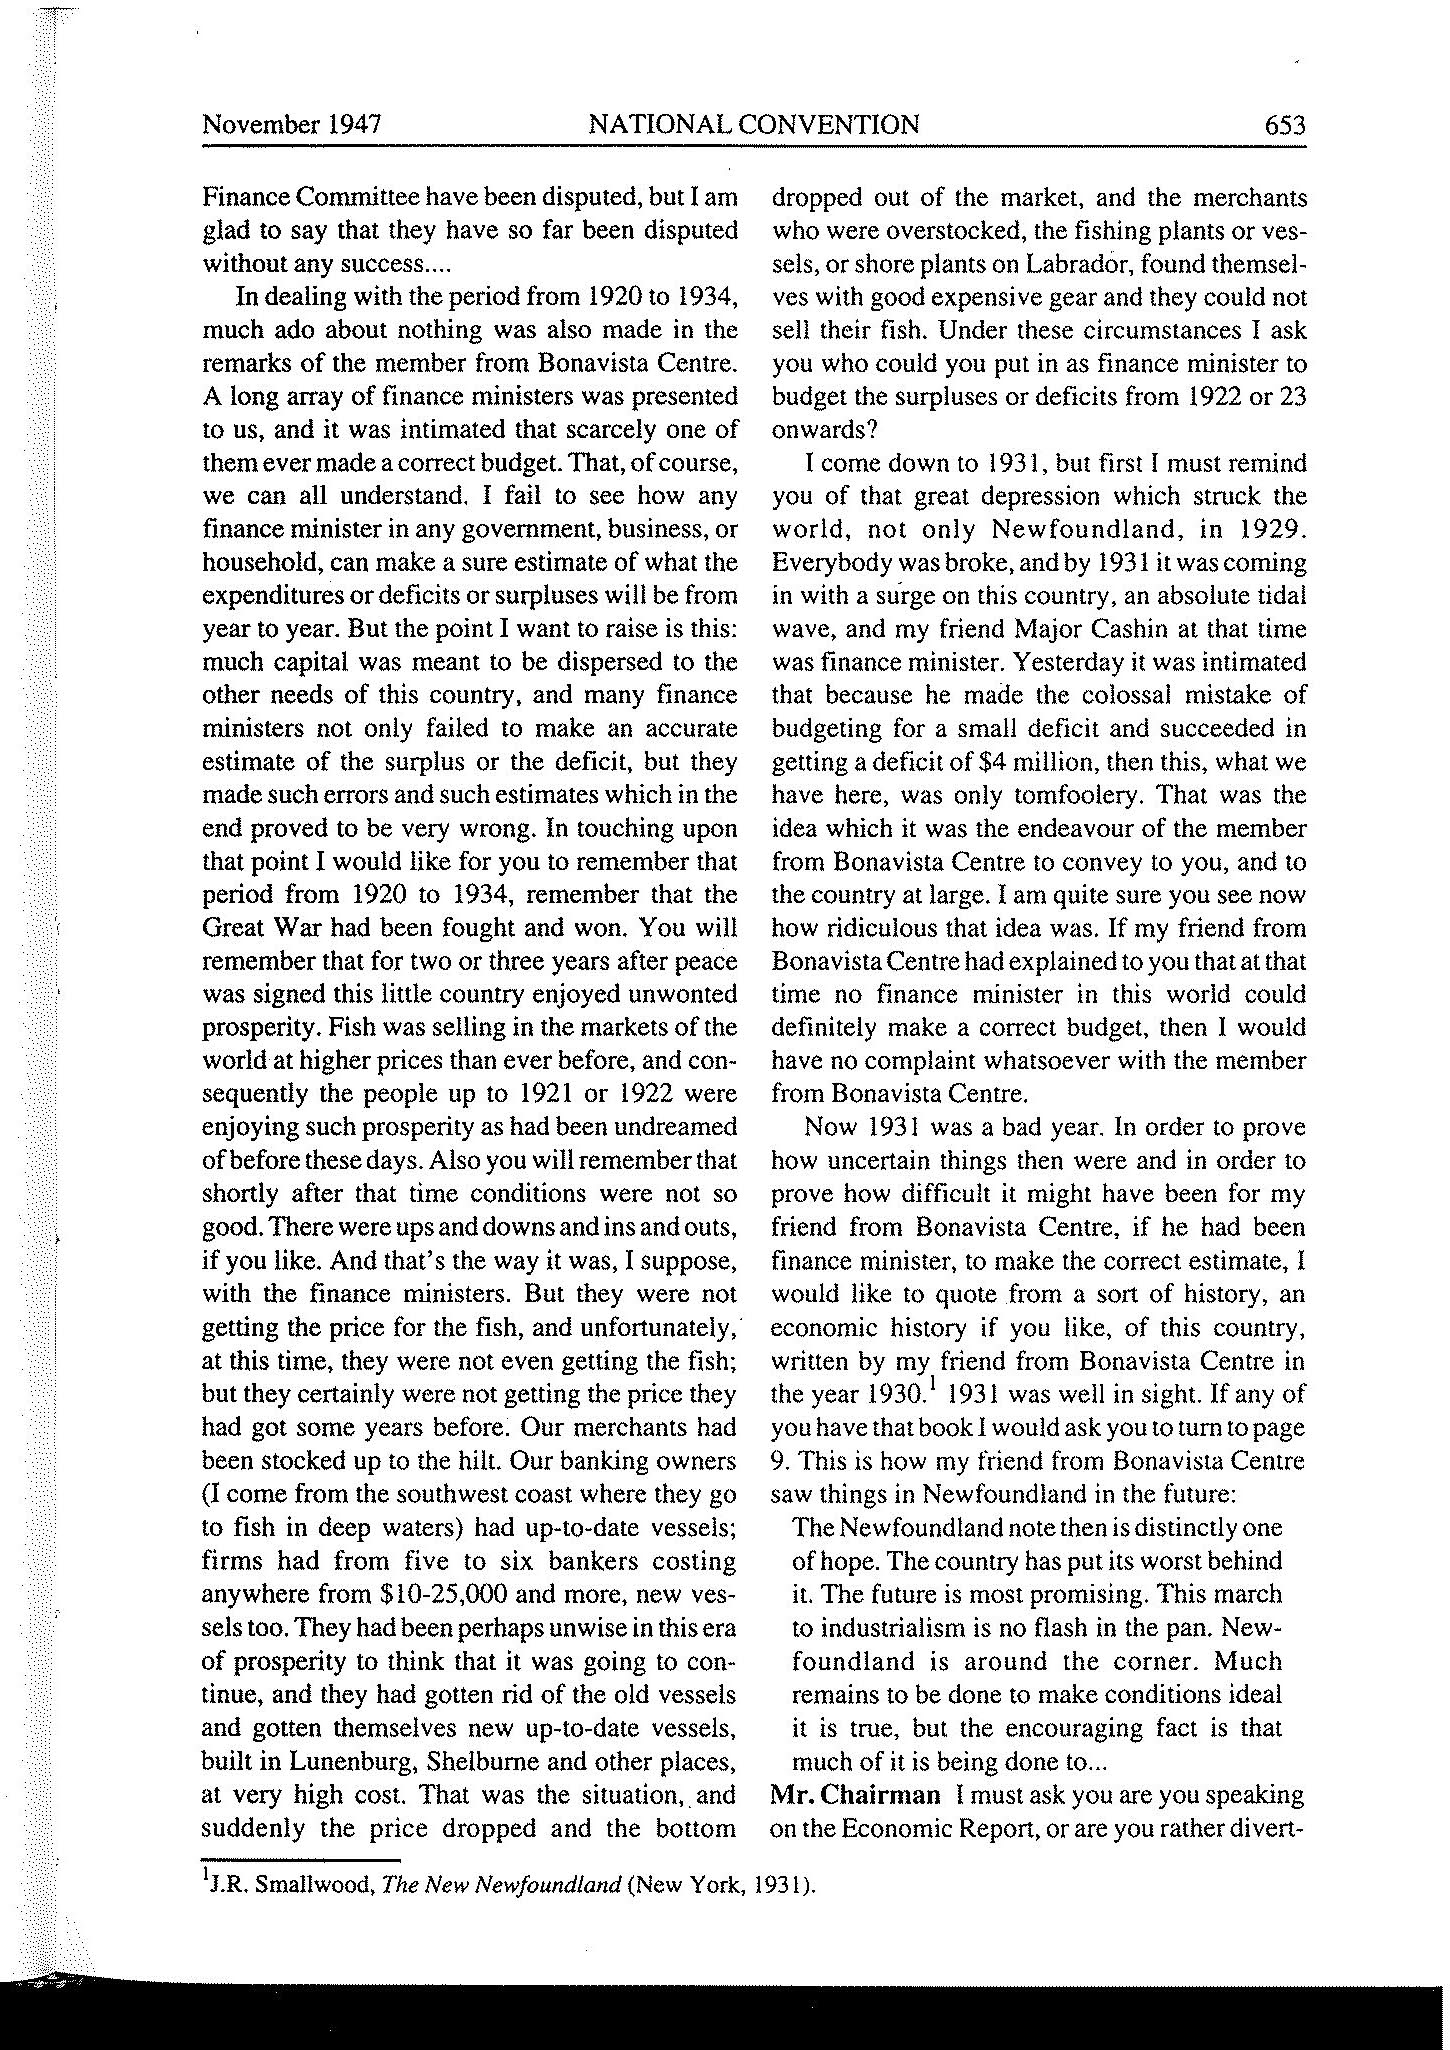 November 1947 NATIONAL CONVENTION 653
Finance Committee have been disputed, but I am
glad to say that they have so far been disputed
without any success....
In dealing with the period from 1920 to 1934,
much ado about nothing was also made in the
remarks of the member from Bonavista Centre.
A long array of finance ministers was presented
to us, and it was intimated that scarcely one of
them ever made a correct budget. That, of course,
we can all understand. I fail to see how any
finance minister in any government, business, or
household, can make a sure estimate of what the
expenditures or deficits or surpluses will be from
year to year. But the point I want to raise is this:
much capital was meant to be dispersed to the
other needs of this country, and many finance
ministers not only failed to make an accurate
estimate of the surplus or the deficit, but they
made such errors and such estimates which in the
end proved to be very wrong. In touching upon
that point I would like for you to remember that
period from 1920 to 1934, remember that the
Great War had been fought and won. You will
remember that for two or three years after peace
was signed this little country enjoyed unwonted
prosperity. Fish was selling in the markets of the
world at higher prices than ever before, and con-
sequently the people up to 1921 or 1922 were
enjoying such prosperity as had been undreamed
of before these days. Also you will remember that
shortly after that time conditions were not so
good. There were ups and downs and ins and outs,
if you like. And that's the way it was, I suppose,
with the finance ministers. But they were not
getting the price for the fish, and unfortunately,
at this time, they were not even getting the fish;
but they certainly were not getting the price they
had got some years before. Our merchants had
been stocked up to the hilt. Our banking owners
(I come from the southwest coast where they go
to fish in deep waters) had up-to-date vessels;
firms had from five to six bankers costing
anywhere from $10-25,000 and more, new ves-
sels too. They had been perhaps unwise in this era
of prosperity to think that it was going to con-
tinue, and they had gotten rid of the old vessels
and gotten themselves new up-to-date vessels,
built in Lunenburg, Shelburne and other places,
at very high cost. That was the situation, and
suddenly the price dropped and the bottom
dropped out of the market, and the merchants
who were overstocked, the fishing plants or ves-
sels, or shore plants on Labrador, found themsel-
ves with good expensive gear and they could not
sell their fish. Under these circumstances I ask
you who could you put in as finance minister to
budget the surpluses or deficits from 1922 or 23
onwards?
I come down to 1931, but first I must remind
you of that great depression which struck the
world, not only Newfoundland, in 1929.
Everybody was broke, and by 1931 it was coming
in with a surge on this country, an absolute tidal
wave, and my friend Major Cashin at that time
was finance minister. Yesterday it was intimated
that because he made the colossal mistake of
budgeting for a small deficit and succeeded in
getting a deficit of $4 million, then this, what we
have here, was only tomfoolery. That was the
idea which it was the endeavour of the member
from Bonavista Centre to convey to you, and to
the country at large. I am quite sure you see now
how ridiculous that idea was. If my friend from
Bonavista Centre had explained to you that at that
time no finance minister in this world could
definitely make a correct budget, then I would
have no complaint whatsoever with the member
from Bonavista Centre.
Now 1931 was a bad year. In order to prove
how uncertain things then were and in order to
prove how difficult it might have been for my
friend from Bonavista Centre, if he had been
finance minister, to make the correct estimate, I
would like to quote from a sort of history, an
economic history if you like, of this country,
written by my friend from Bonavista Centre in
the year 1930.1 1931 was well in sight. If any of
you have that book I would ask you to turn to page
9. This is how my friend from Bonavista Centre
saw things in Newfoundland in the future:
The Newfoundland note then is distinctly one
of hope. The country has put its worst behind
it. The future is most promising. This march
to industrialism is no flash in the pan. New-
foundland is around the corner. Much
remains to be done to make conditions ideal
it is true, but the encouraging fact is that
much of it is being done to...
Mr. Chairman I must ask you are you speaking
on the Economic Report, or are you rather divert-
1J.R. Smallwood, The New Newfoundland (New York, 1931).